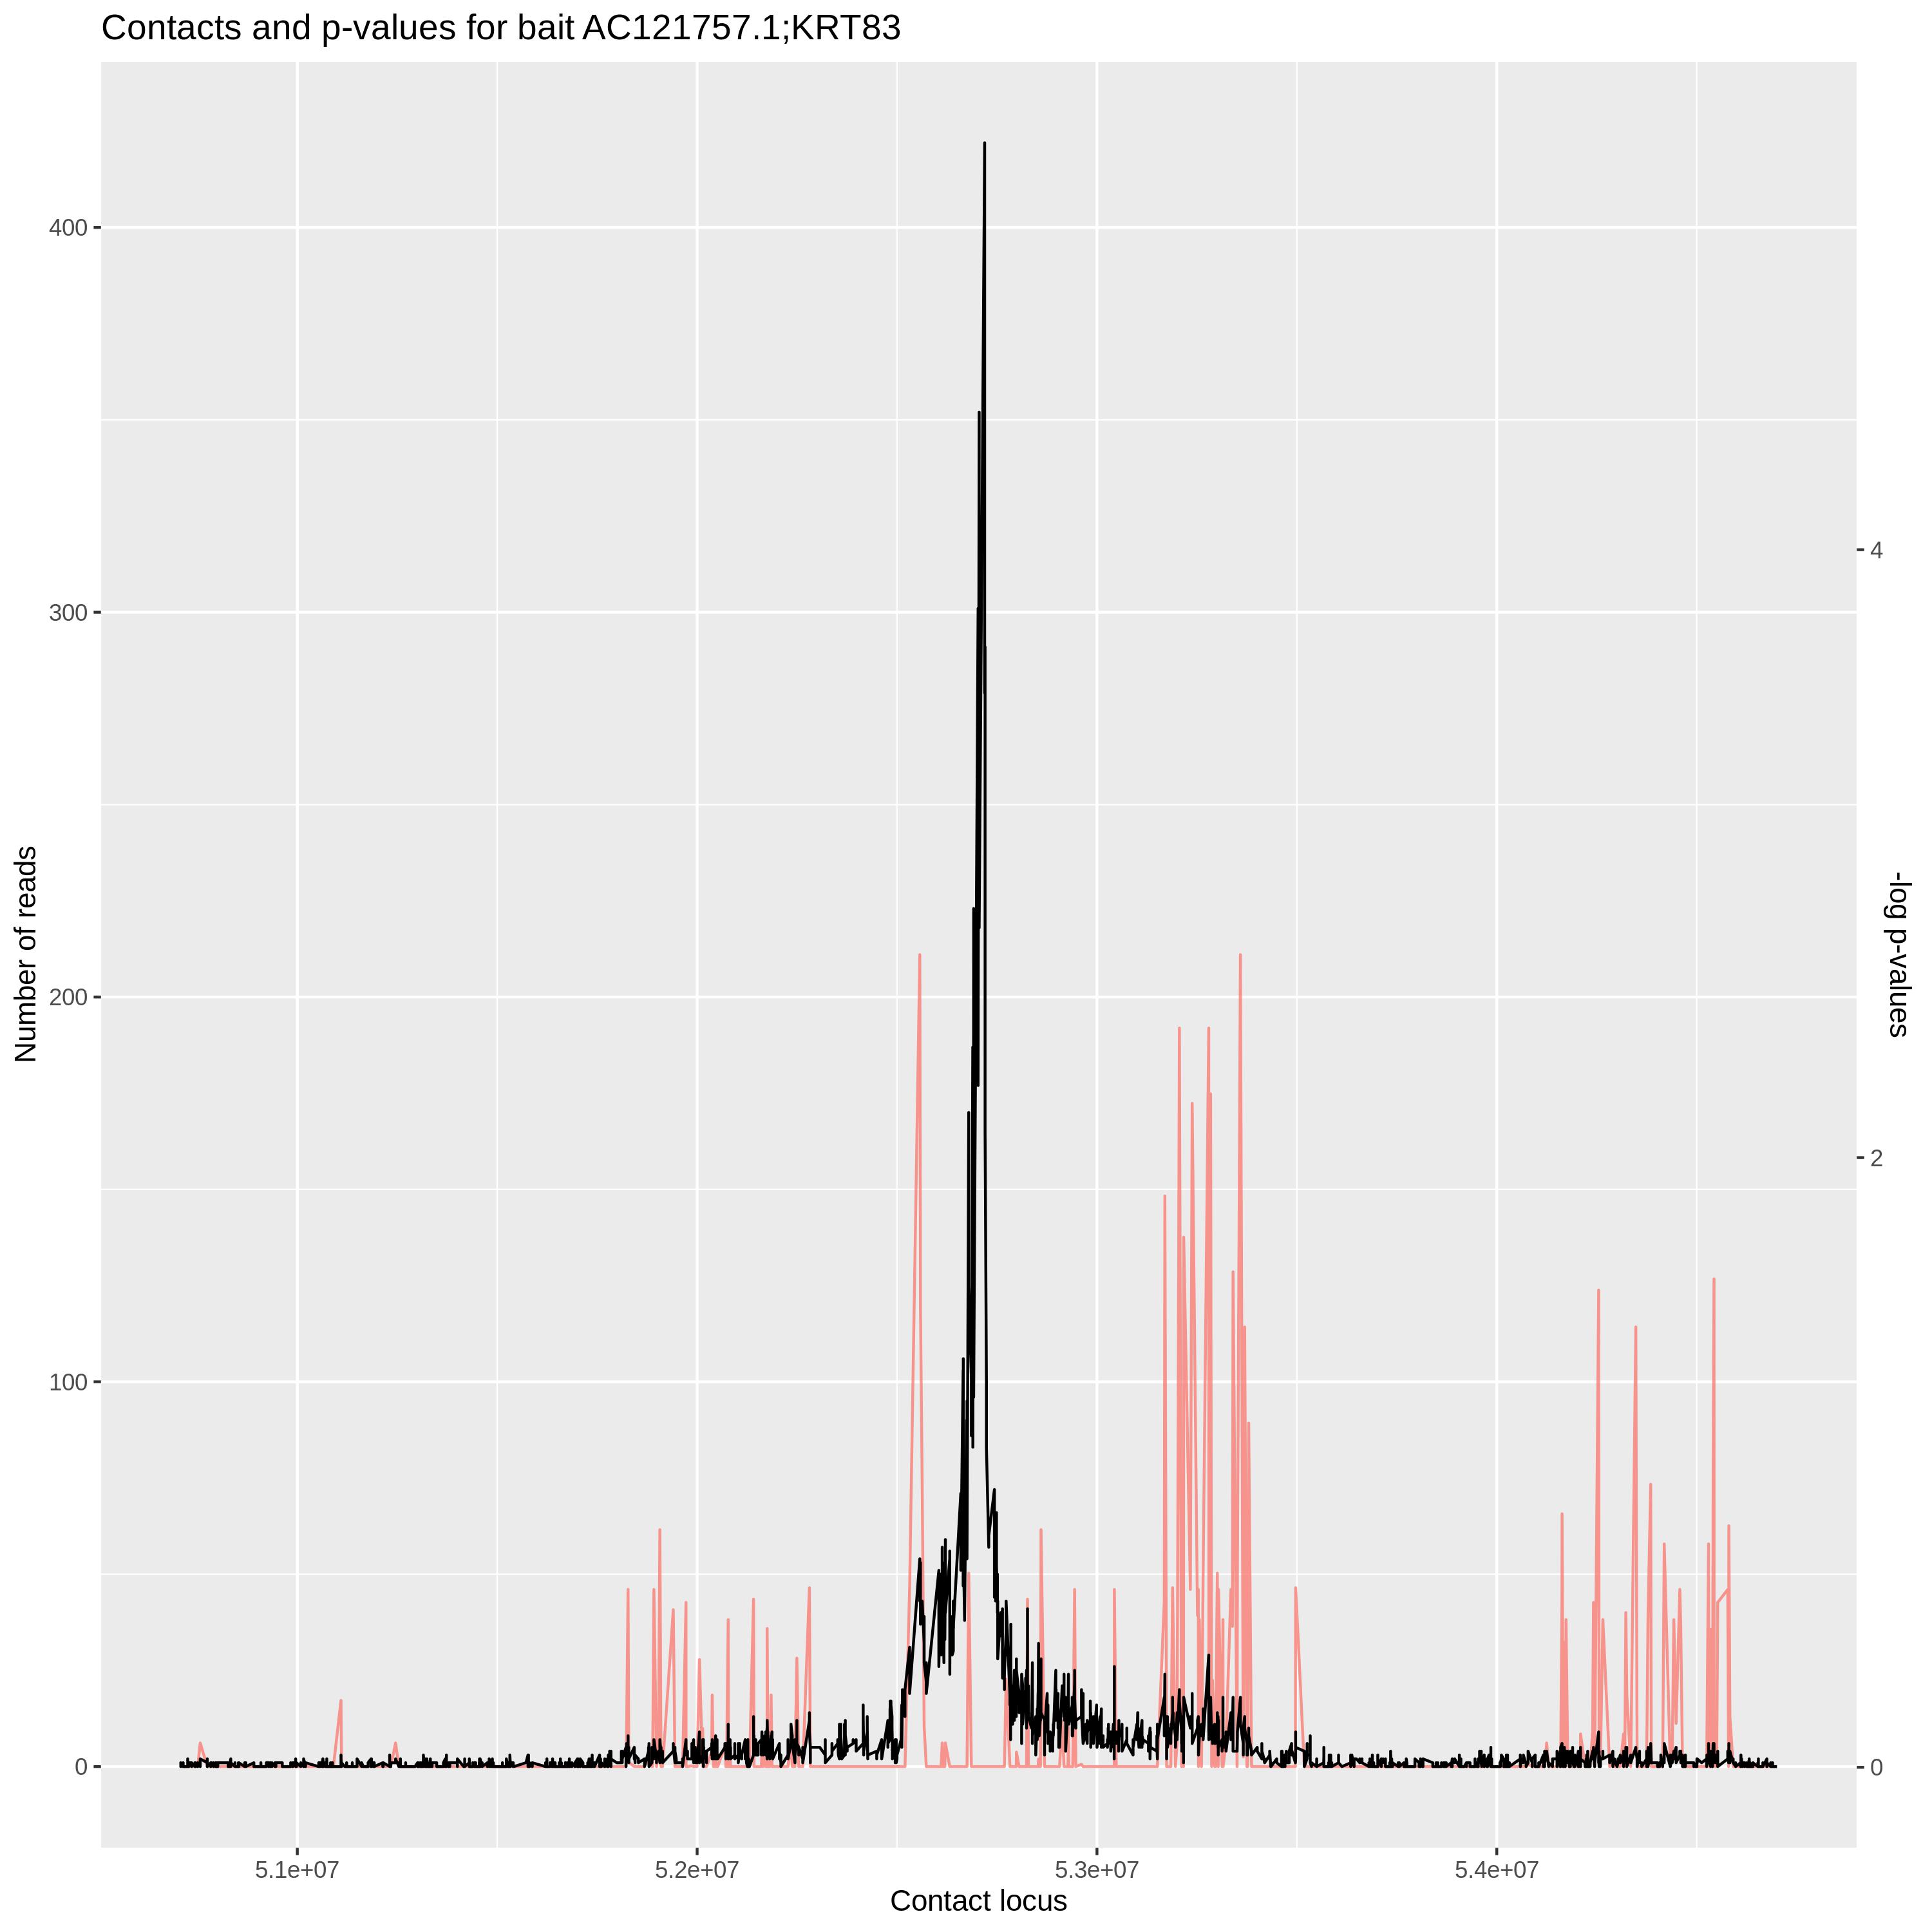 Contacts and p-values for bait AC121757.1;KRT83
400
300
200
100
0
4
2
0
Number of reads
-log p-values
5.1e+07 5.2e+07 5.3e+07 5.4e+07
Contact locus